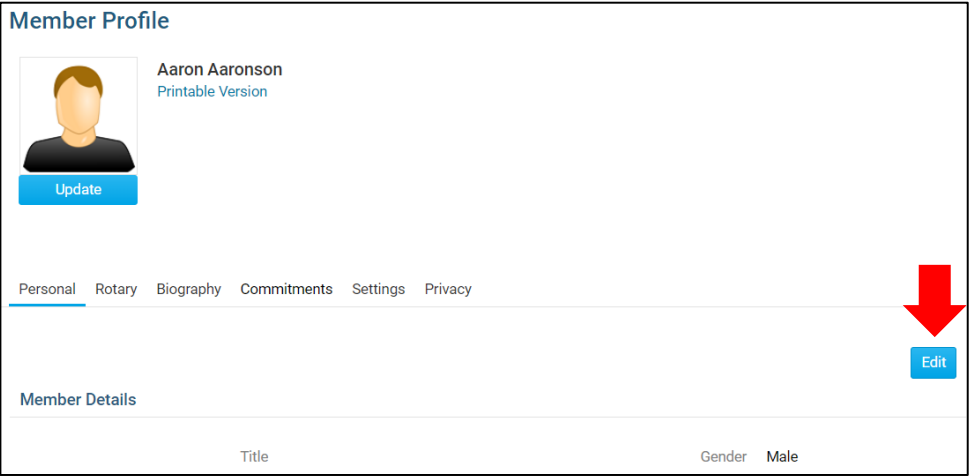 Member Profile
Aaron Aaronson
Printable Version
Update
Personal Rotary Biography Commitments Settings Privacy
Edit
Member Details
Title Gender Male